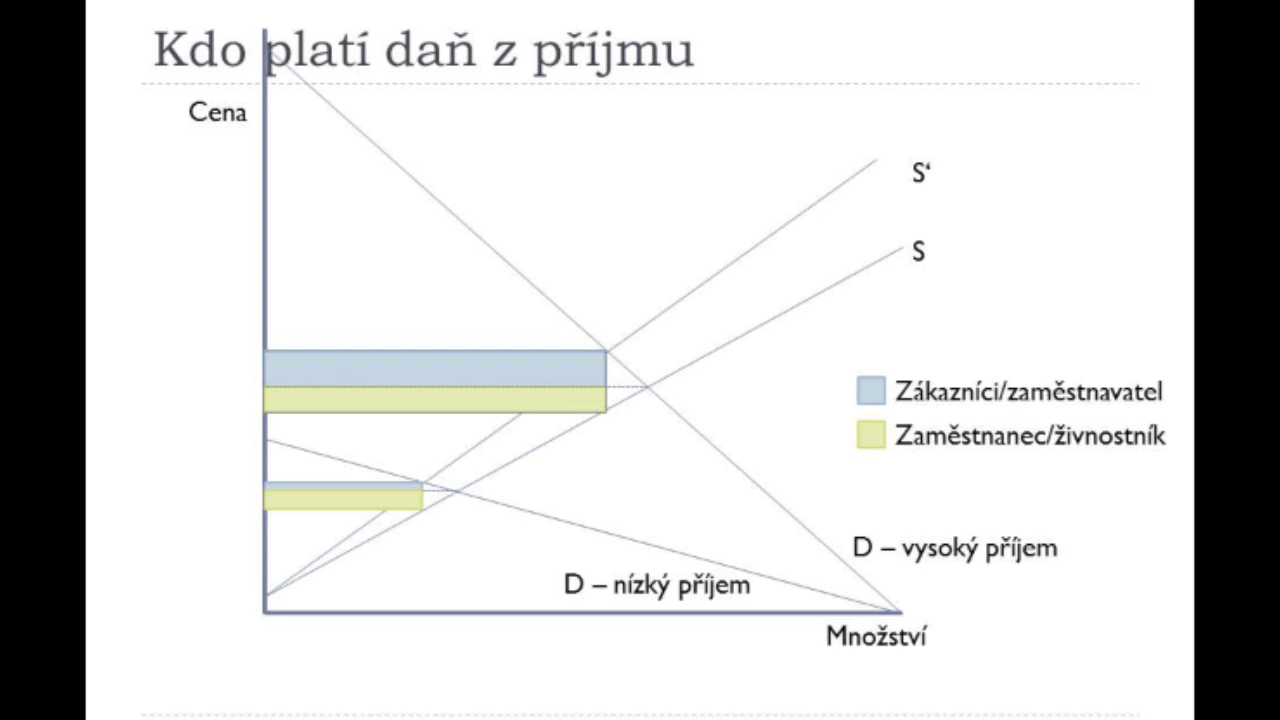 Kdo platí daň z příjmu
Cena
S‘
S
Zákazníci/zaměstnavatel
Zaměstnanec/živnostník
D – vysoký příjem
D – nízký příjem
Množství